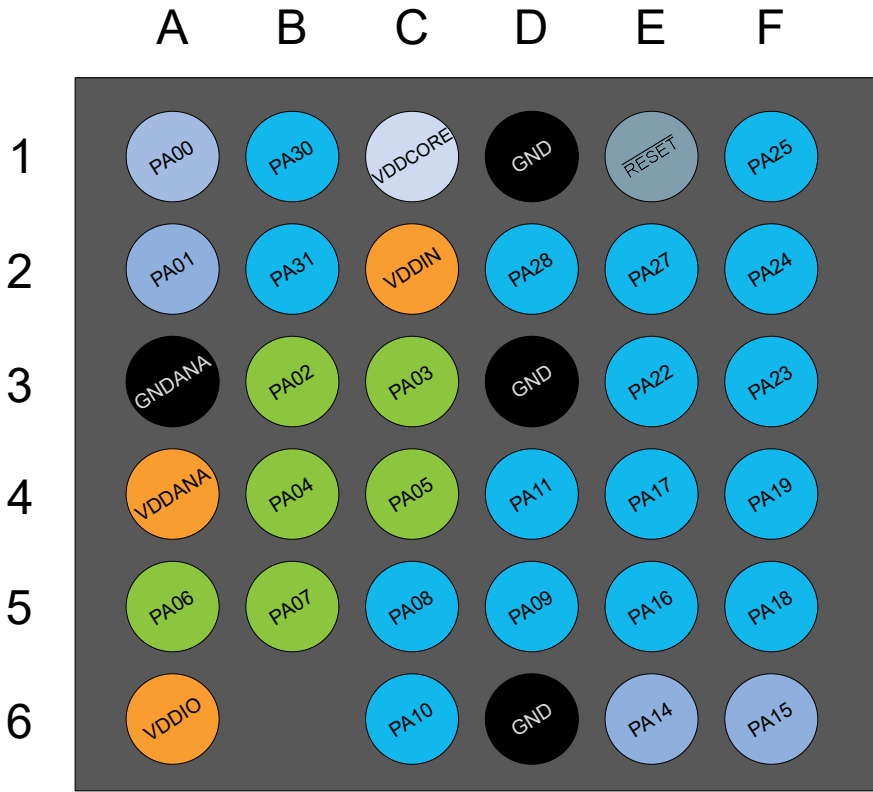 A B C D E F
1 PA00 PA30 VDDCORE GND RESET PA25
2 PA01 PA31 VDDIN PA28 PA27 PA24
3 GNDANA PA02 PA03 GND PA22 PA23
4 VDDANA PA04 PA05 PA11 PA17 PA19
5 PA06 PA07 PA08 PA09 PA16 PA18
6 VDDIO PA10 GND PA14 PA15